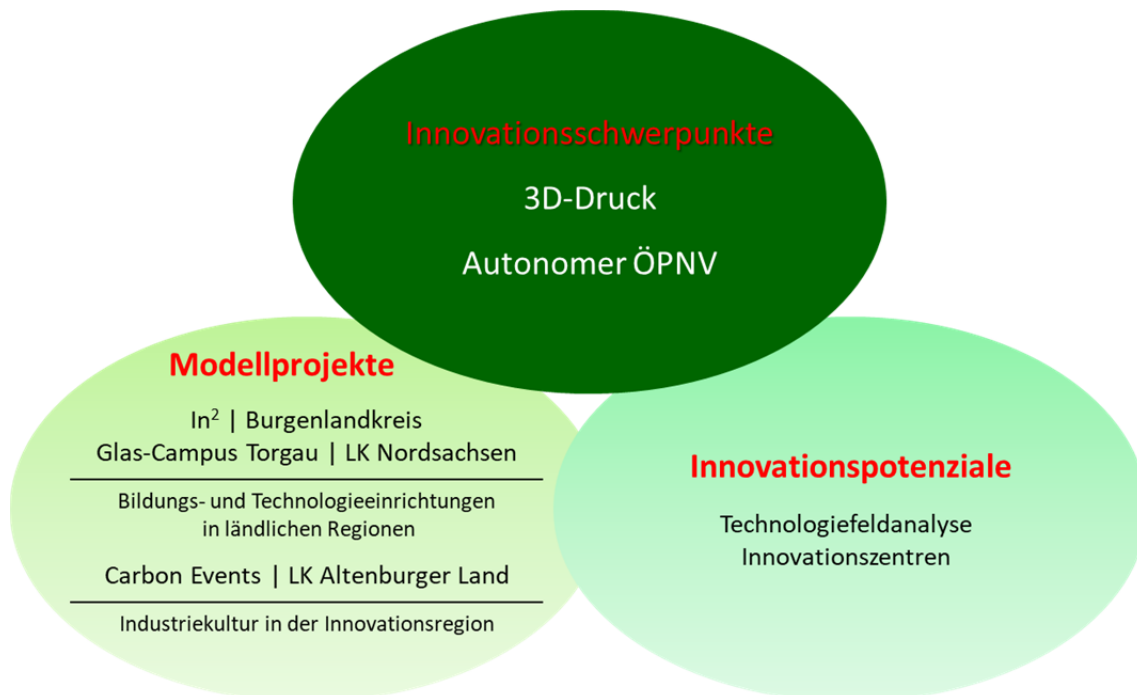 Innovationsschwerpunkte
3D-Druck
Autonomer ÖPNV
Modellprojekte
In² | Burgenlandkreis
Glas-Campus Torgau | LK Nordsachsen
Bildungs- und Technologieeinrichtungen
in ländlichen Regionen
Carbon Events | LK Altenburger Land
Industriekultur in der Innovationsregion
Innovationspotenziale
Technologiefeldanalyse
Innovationszentren